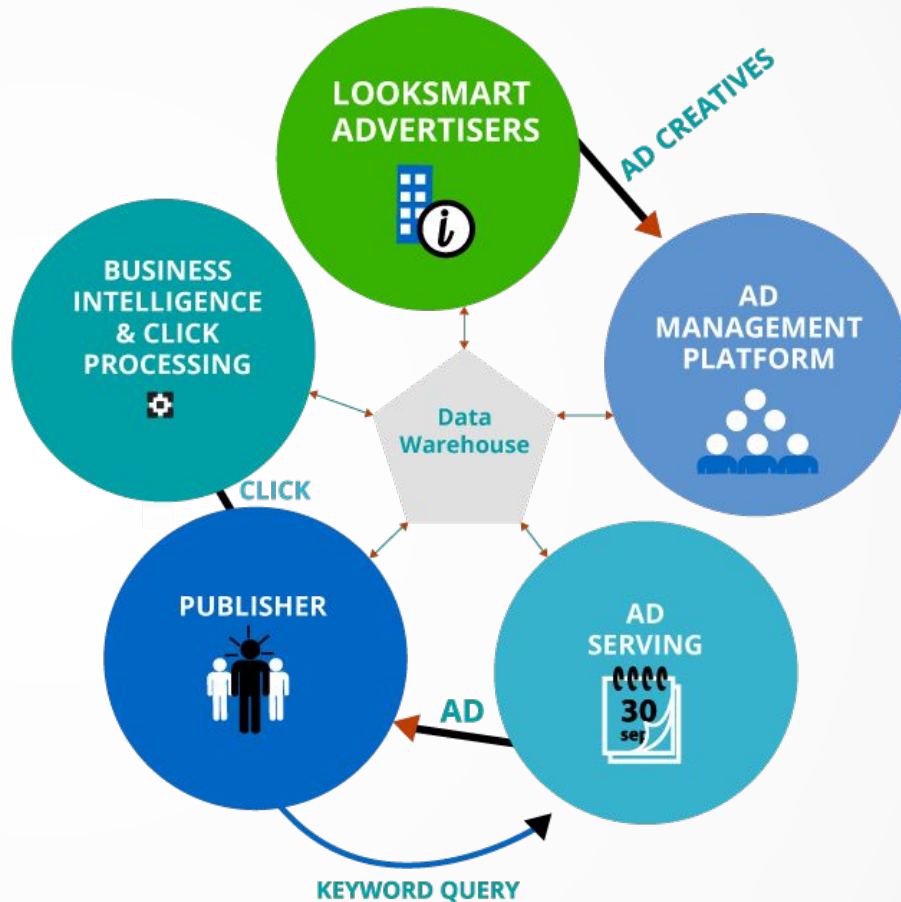 LOOKSMART
ADVERTISERS
i
AD CREATIVES
BUSINESS
INTELLIGENCE
& CLICK
PROCESSING
AD
MANAGEMENT
PLATFORM
Data
Warehouse
CLICK
PUBLISHER
AD
SERVING
30
sep
AD
KEYWORD QUERY